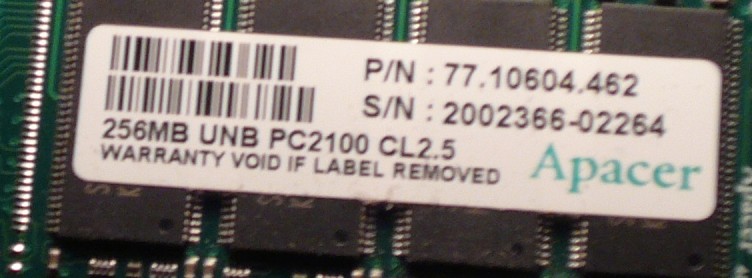 P/N : 77.10604.462
S/N : 2002366-02264
256MB UNB PC2100 CL2.5
WARRANTY VOID IF LABEL REMOVED
Apacer